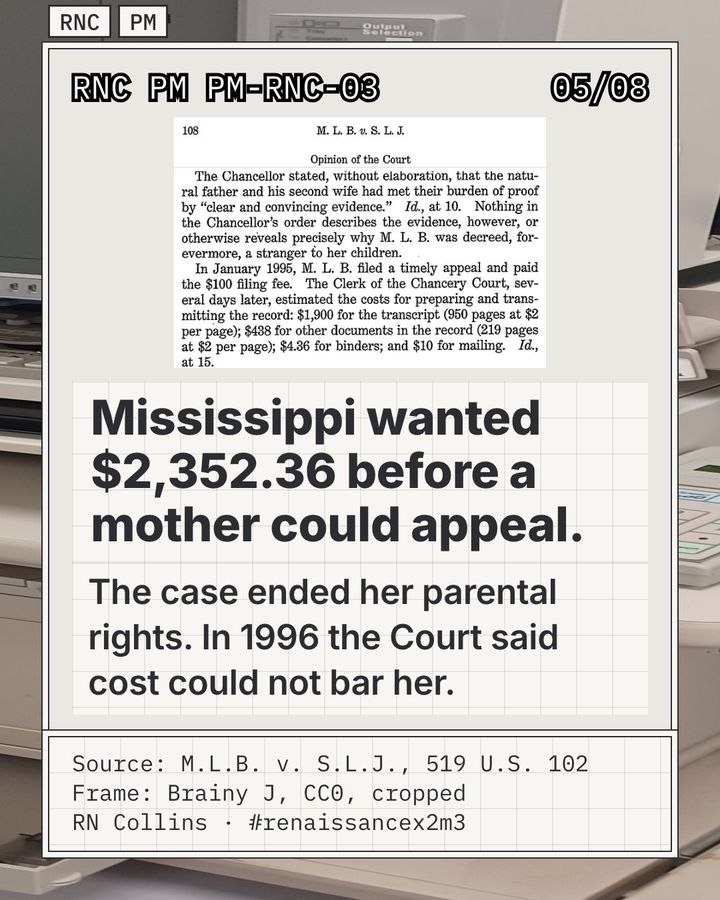 Output
Selection
RNC
PM
RNC PM PM-RNC-03
05/08
108
M. L. B. v. S. L. J.
Opinion of the Court
The Chancellor stated, without elaboration, that the natu-
ral father and his second wife had met their burden of proof
by “clear and convincing evidence.” Id., at 10. Nothing in
the Chancellor’s order describes the evidence, however, or
otherwise reveals precisely why M. L. B. was decreed, for-
evermore, a stranger to her children.
In January 1995, M. L. B. filed a timely appeal and paid
the $100 filing fee. The Clerk of the Chancery Court, sev-
eral days later, estimated the costs for preparing and trans-
mitting the record: $1,900 for the transcript (950 pages at $2
per page); $438 for other documents in the record (219 pages
at $2 per page); $4.36 for binders; and $10 for mailing. Id.,
at 15.
Mississippi wanted
$2,352.36 before a
mother could appeal.
The case ended her parental
rights. In 1996 the Court said
cost could not bar her.
Source: M.L.B. v. S.L.J., 519 U.S. 102
Frame: Brainy J, CC0, cropped
RN Collins · #renaissancex2m3